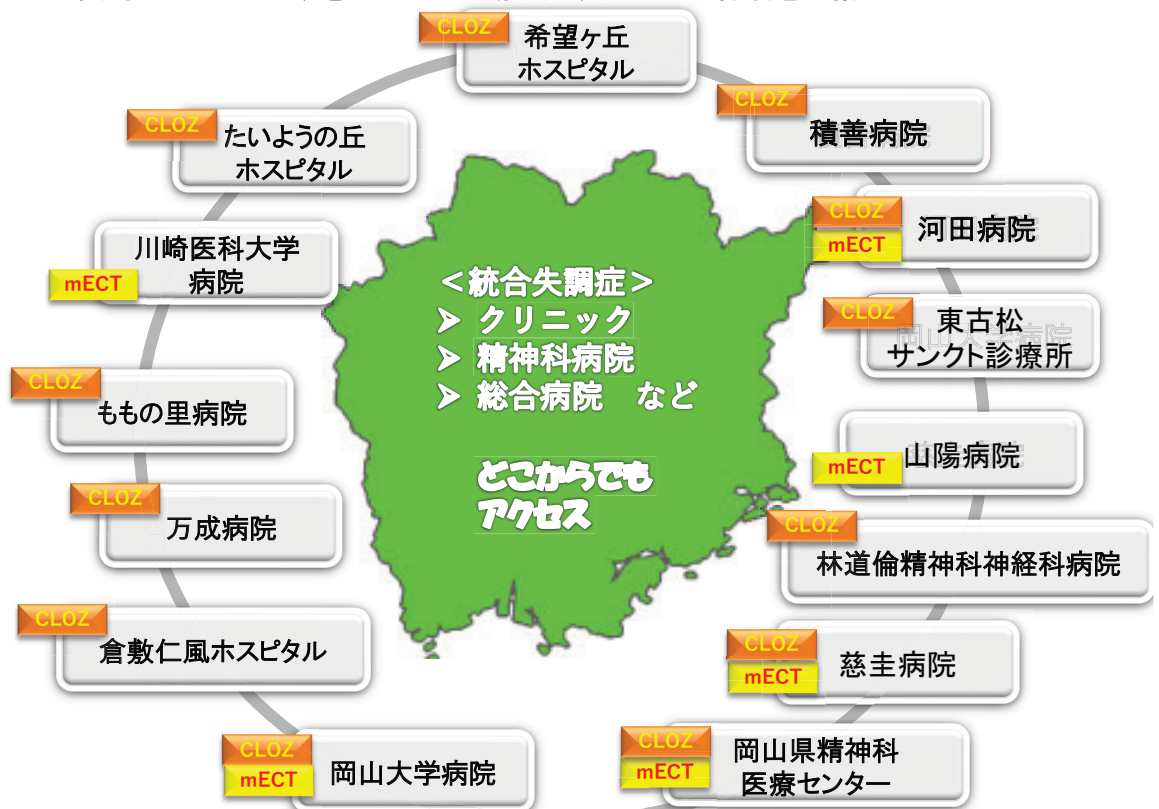 CLOZ
希望ヶ丘
ホスピタル
CLOZ
積善病院
CLOZ
mECT
河田病院
CLOZ
東古松
サンクト診療所
mECT
山陽病院
CLOZ
林道倫精神科神経科病院
CLOZ
mECT
慈圭病院
CLOZ
mECT
岡山県精神科
医療センター
CLOZ
mECT
岡山大学病院
CLOZ
倉敷仁風ホスピタル
CLOZ
万成病院
CLOZ
ももの里病院
mECT
川崎医科大学
病院
CLOZ
たいようの丘
ホスピタル
<統合失調症>
➤ クリニック
➤ 精神科病院
➤ 総合病院 など
どこからでも
アクセス